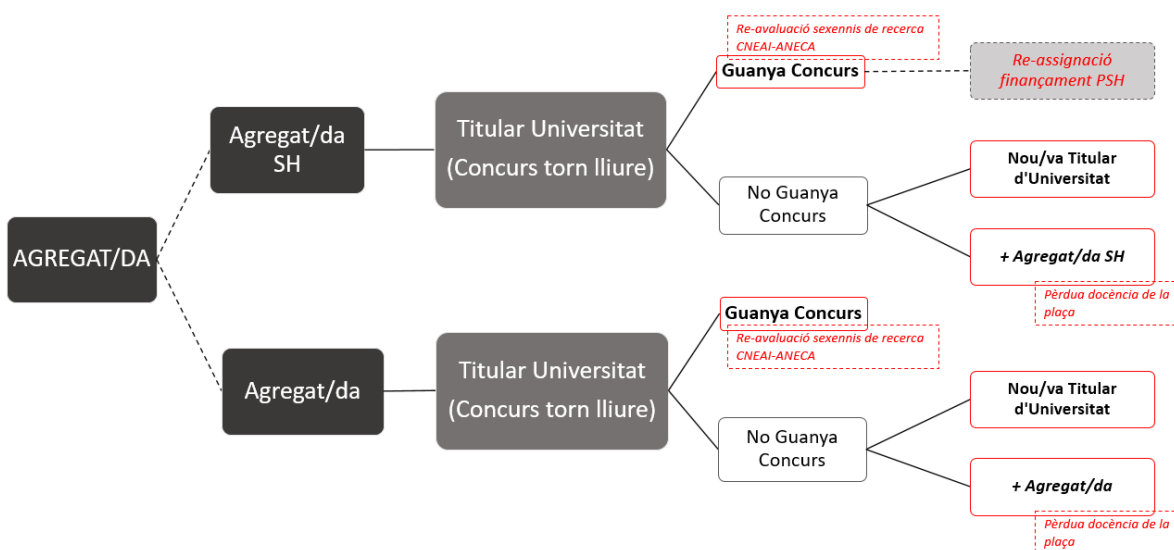 AGREGAT/DA
Agregat/da
SH
Titular Universitat
(Concurs torn lliure)
Re-avaluació sexennis de recerca
CNEAI-ANECA
Guanya Concurs
Re-assignació
finançament PSH
No Guanya
Concurs
Nou/va Titular
d'Universitat
+ Agregat/da SH
Pèrdua docència de la
plaça
Agregat/da
Titular Universitat
(Concurs torn lliure)
Guanya Concurs
Re-avaluació sexennis de recerca
CNEAI-ANECA
No Guanya
Concurs
Nou/va Titular
d'Universitat
+ Agregat/da
Pèrdua docència de la
plaça